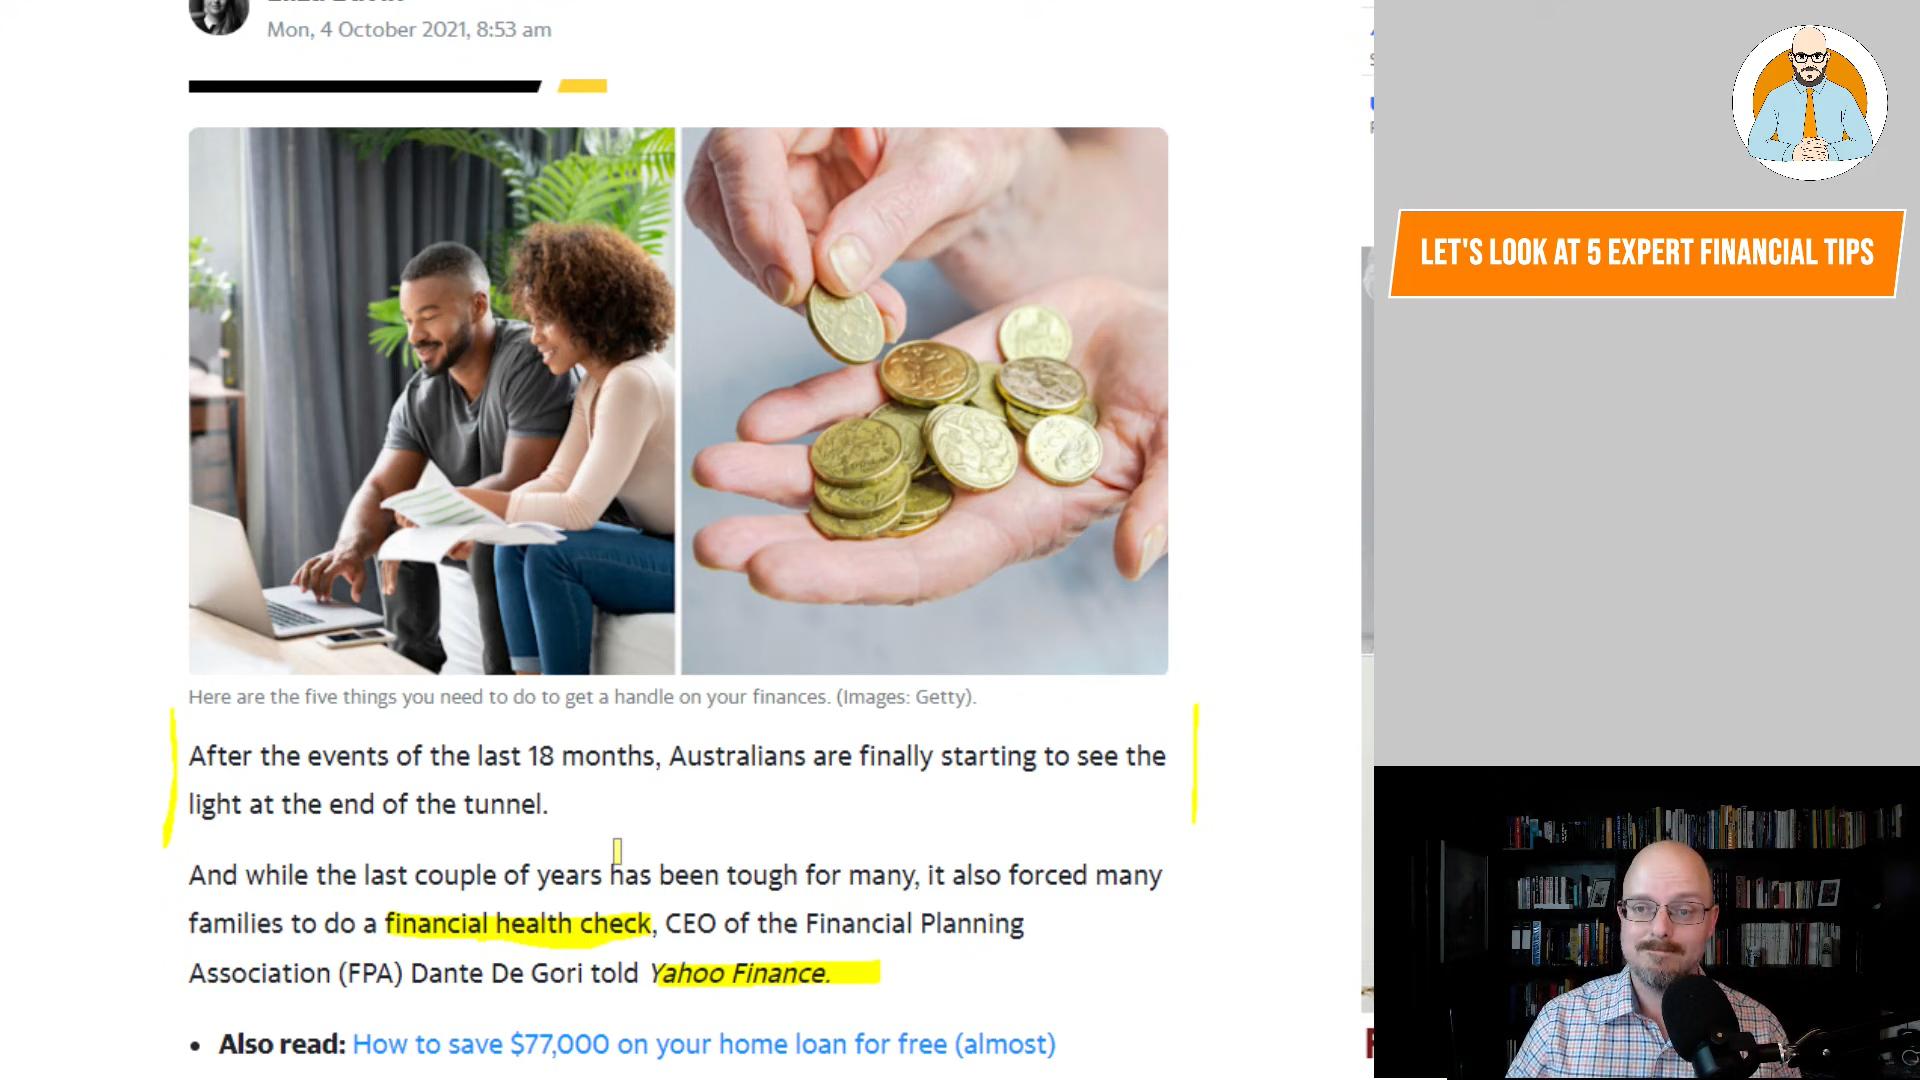 Mon, 4 October 2021, 8:53 am
LET'S LOOK AT 5 EXPERT FINANCIAL TIPS
Here are the five things you need to do to get a handle on your finances. (Images: Getty).
After the events of the last 18 months, Australians are finally starting to see the
light at the end of the tunnel.
And while the last couple of years has been tough for many, it also forced many
families to do a financial health check, CEO of the Financial Planning
Association (FPA) Dante De Gori told Yahoo Finance.
• Also read: How to save $77,000 on your home loan for free (almost)